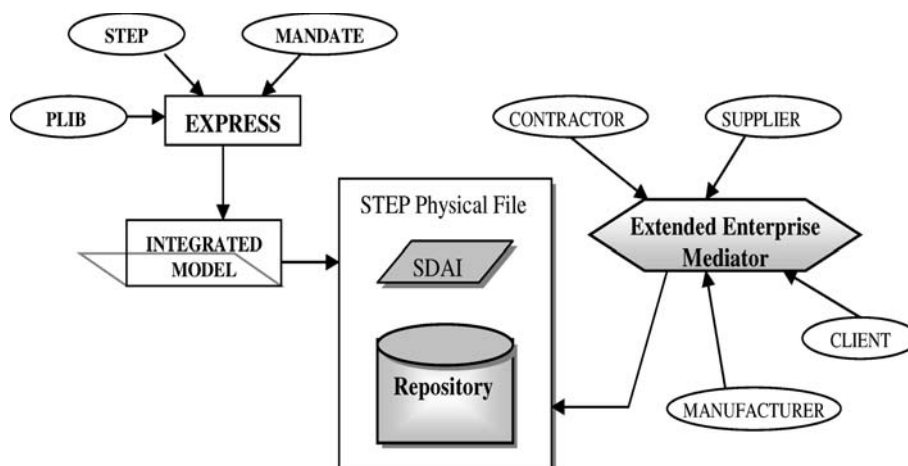 STEP
MANDATE
PLIB
EXPRESS
CONTRACTOR
SUPPLIER
STEP Physical File
Extended Enterprise
Mediator
INTEGRATED
MODEL
SDAI
CLIENT
Repository
MANUFACTURER